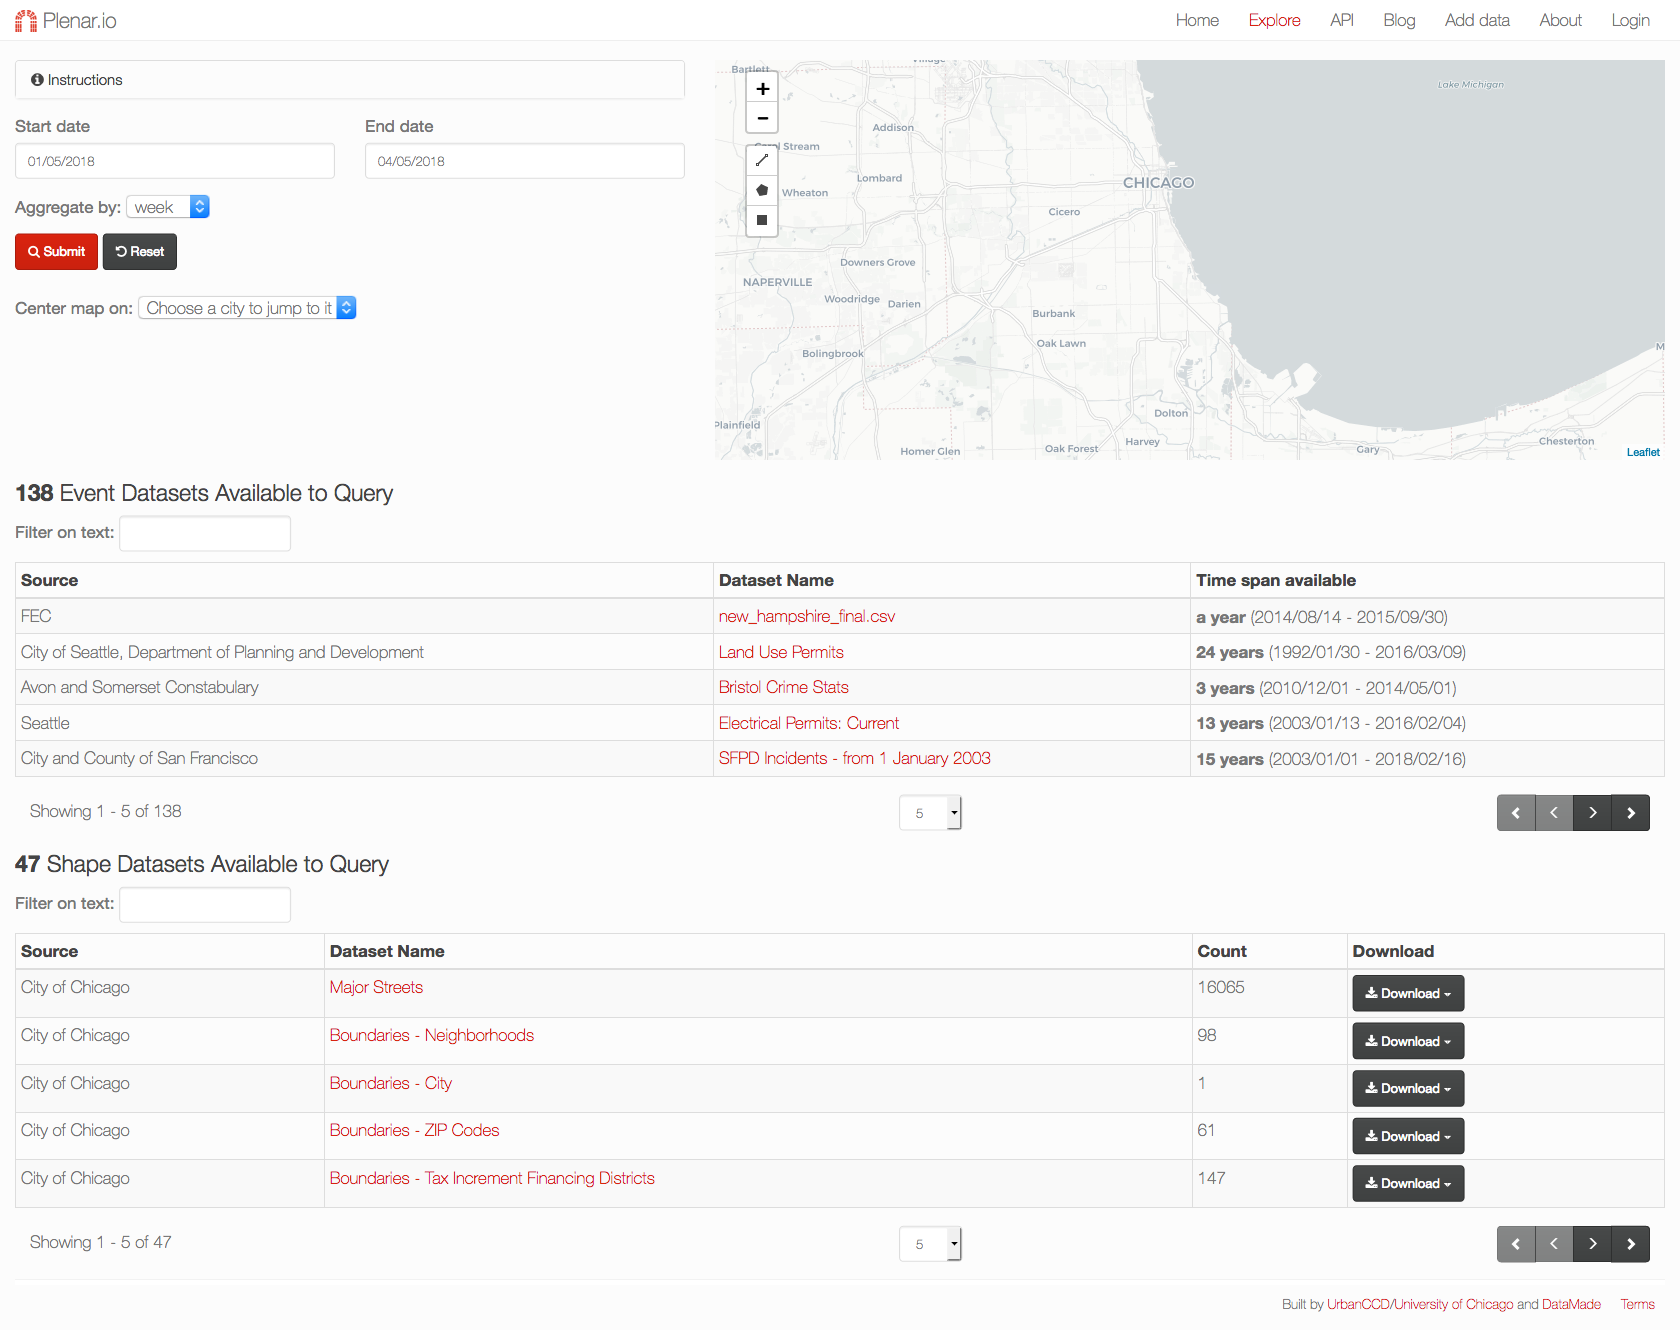 Plenar.io
Home Explore API Blog Add data About Login
Instructions
Start date End date
01/05/2018 04/05/2018
Aggregate by: week
Submit Reset
Center map on: Choose a city to jump to it
+
−
Bartlett
Village
Lake Michigan
Addison
Carol Stream
Lombard
Wheaton
CHICAGO
Cicero
Downers Grove
NAPERVILLE
Woodridge Darien
Burbank
Oak Lawn
Bolingbrook
M
Dolton
Plainfield
Harvey
Chesterton
Homer Glen Oak Forest Gary
Leaflet
138 Event Datasets Available to Query
Filter on text:
Source Dataset Name Time span available
FEC new_hampshire_final.csv a year (2014/08/14 - 2015/09/30)
City of Seattle, Department of Planning and Development Land Use Permits 24 years (1992/01/30 - 2016/03/09)
Avon and Somerset Constabulary Bristol Crime Stats 3 years (2010/12/01 - 2014/05/01)
Seattle Electrical Permits: Current 13 years (2003/01/13 - 2016/02/04)
City and County of San Francisco SFPD Incidents - from 1 January 2003 15 years (2003/01/01 - 2018/02/16)
Showing 1 - 5 of 138 5
47 Shape Datasets Available to Query
Filter on text:
Source Dataset Name Count Download
City of Chicago Major Streets 16065 Download
City of Chicago Boundaries - Neighborhoods 98 Download
City of Chicago Boundaries - City 1 Download
City of Chicago Boundaries - ZIP Codes 61 Download
City of Chicago Boundaries - Tax Increment Financing Districts 147 Download
Showing 1 - 5 of 47 5
Built by UrbanCCD/University of Chicago and DataMade Terms